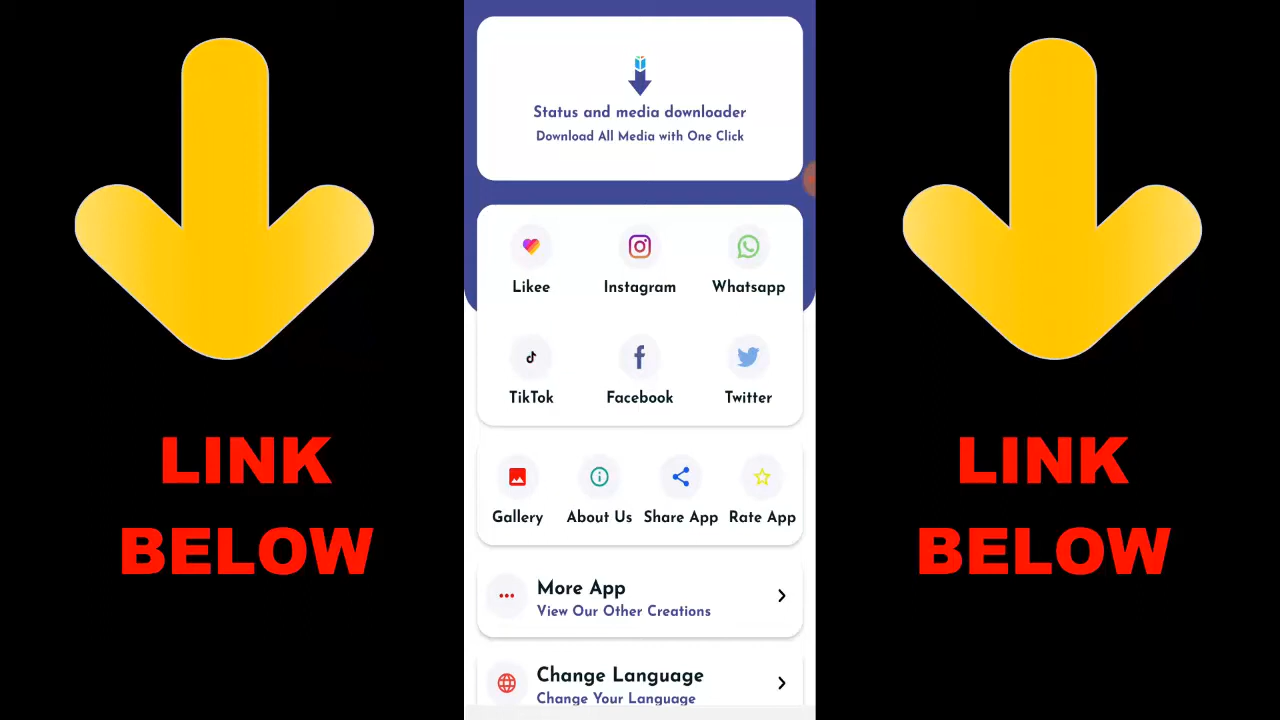 Status and media downloader
Download All Media with One Click
Likee
Instagram
Whatsapp
TikTok
Facebook
Twitter
Gallery
About Us
Share App
Rate App
More App
View Our Other Creations
Change Language
Change Your Language
LINK
BELOW
LINK
BELOW